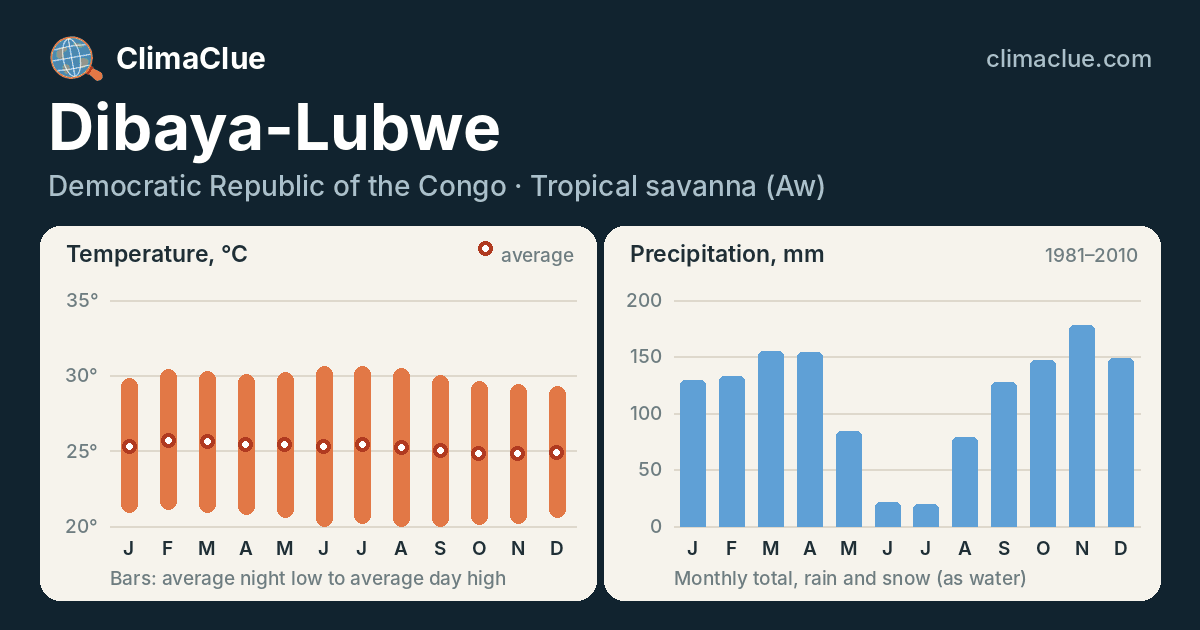 ClimaClue
climaclue.com
Dibaya-Lubwe
Democratic Republic of the Congo · Tropical savanna (Aw)
Temperature, °C
average
35°
30°
25°
20°
J F M A M J J A S O N D
Bars: average night low to average day high
Precipitation, mm
1981–2010
200
150
100
50
0
J F M A M J J A S O N D
Monthly total, rain and snow (as water)